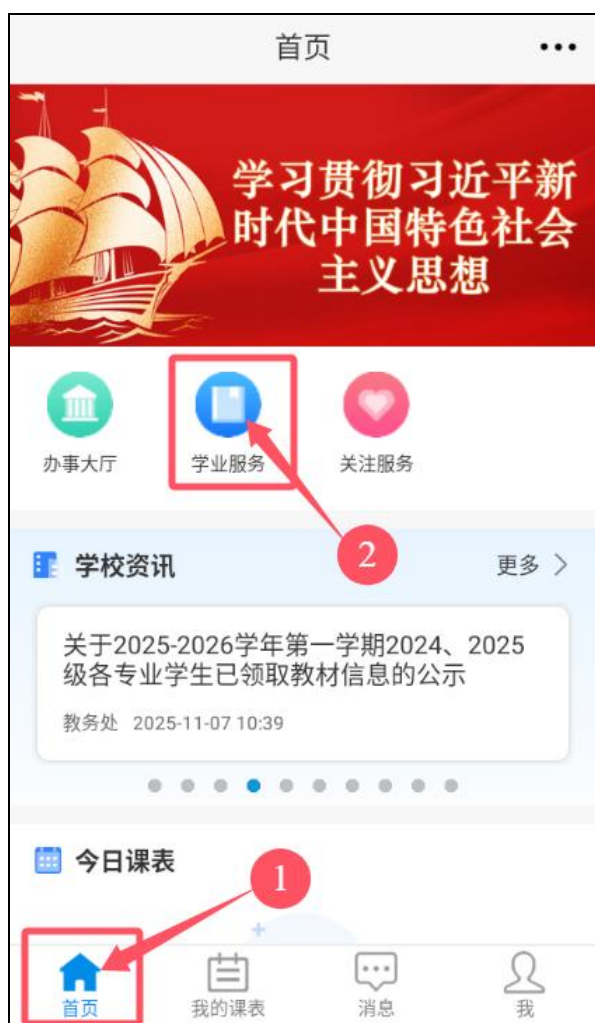 首页
学习贯彻习近平新
时代中国特色社会
主义思想
办事大厅
学业服务
关注服务
2
学校资讯
更多
关于2025-2026学年第一学期2024、2025
级各专业学生已领取教材信息的公示
教务处 2025-11-07 10:39
今日课表
1
首页
我的课表
消息
我